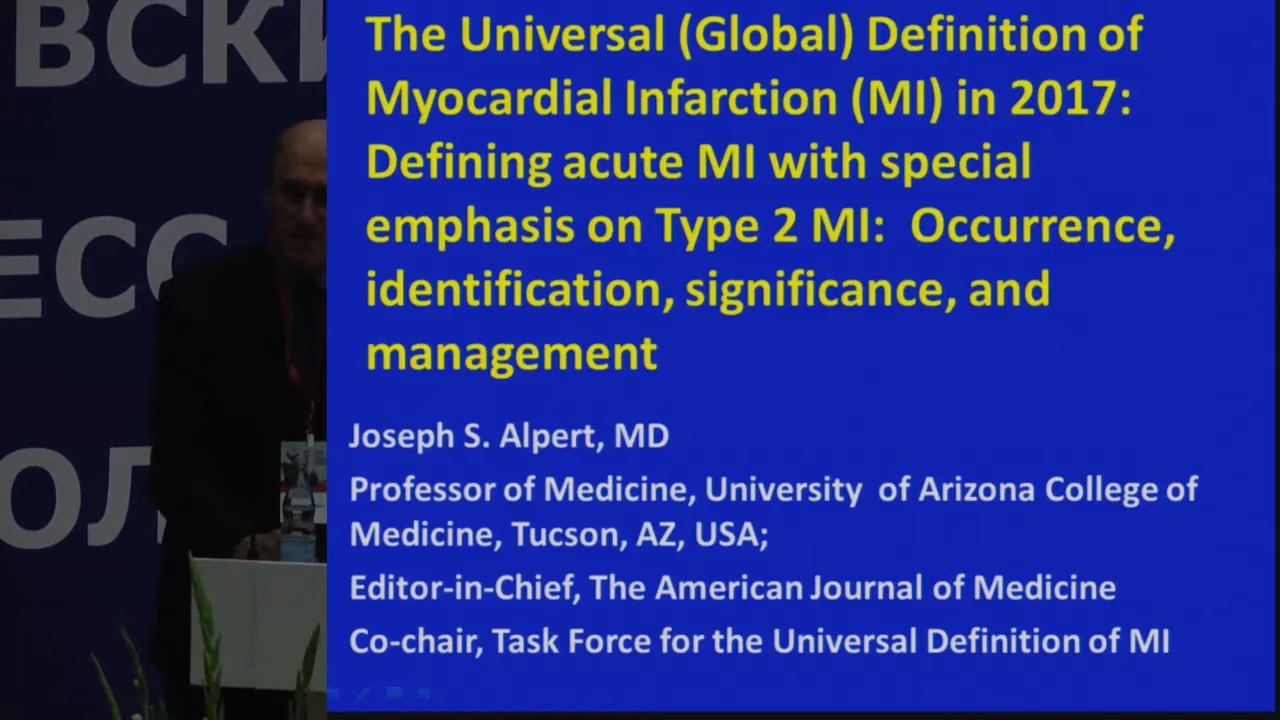 ВСКИ
ЕСС
ОЛ
The Universal (Global) Definition of
Myocardial Infarction (MI) in 2017:
Defining acute MI with special
emphasis on Type 2 MI:  Occurrence,
identification, significance, and
management
Joseph S. Alpert, MD
Professor of Medicine, University  of Arizona College of
Medicine, Tucson, AZ, USA;
Editor-in-Chief, The American Journal of Medicine
Co-chair, Task Force for the Universal Definition of MI